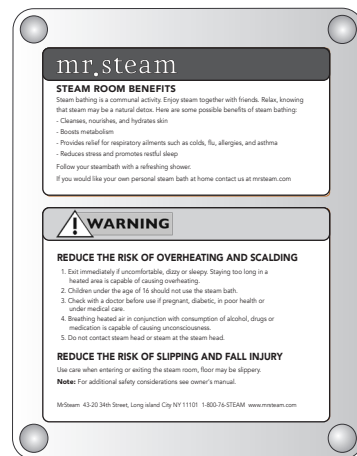 mr.steam
STEAM ROOM BENEFITS
Steam bathing is a communal activity. Enjoy steam together with friends. Relax, knowing
that steam may be a natural detox. Here are some possible benefits of steam bathing:
- Cleanses, nourishes, and hydrates skin
- Boosts metabolism
- Provides relief for respiratory ailments such as colds, flu, allergies, and asthma
- Reduces stress and promotes restful sleep
Follow your steambath with a refreshing shower.
If you would like your own personal steam bath at home contact us at mrsteam.com
! WARNING
REDUCE THE RISK OF OVERHEATING AND SCALDING
1. Exit immediately if uncomfortable, dizzy or sleepy. Staying too long in a
heated area is capable of causing overheating.
2. Children under the age of 16 should not use the steam bath.
3. Check with a doctor before use if pregnant, diabetic, in poor health or
under medical care.
4. Breathing heated air in conjunction with consumption of alcohol, drugs or
medication is capable of causing unconsciousness.
5. Do not contact steam head or steam at the steam head.
REDUCE THE RISK OF SLIPPING AND FALL INJURY
Use care when entering or exiting the steam room, floor may be slippery.
Note: For additional safety considerations see owner's manual.
MrSteam 43-20 34th Street, Long island City NY 11101 1-800-76-STEAM www.mrsteam.com